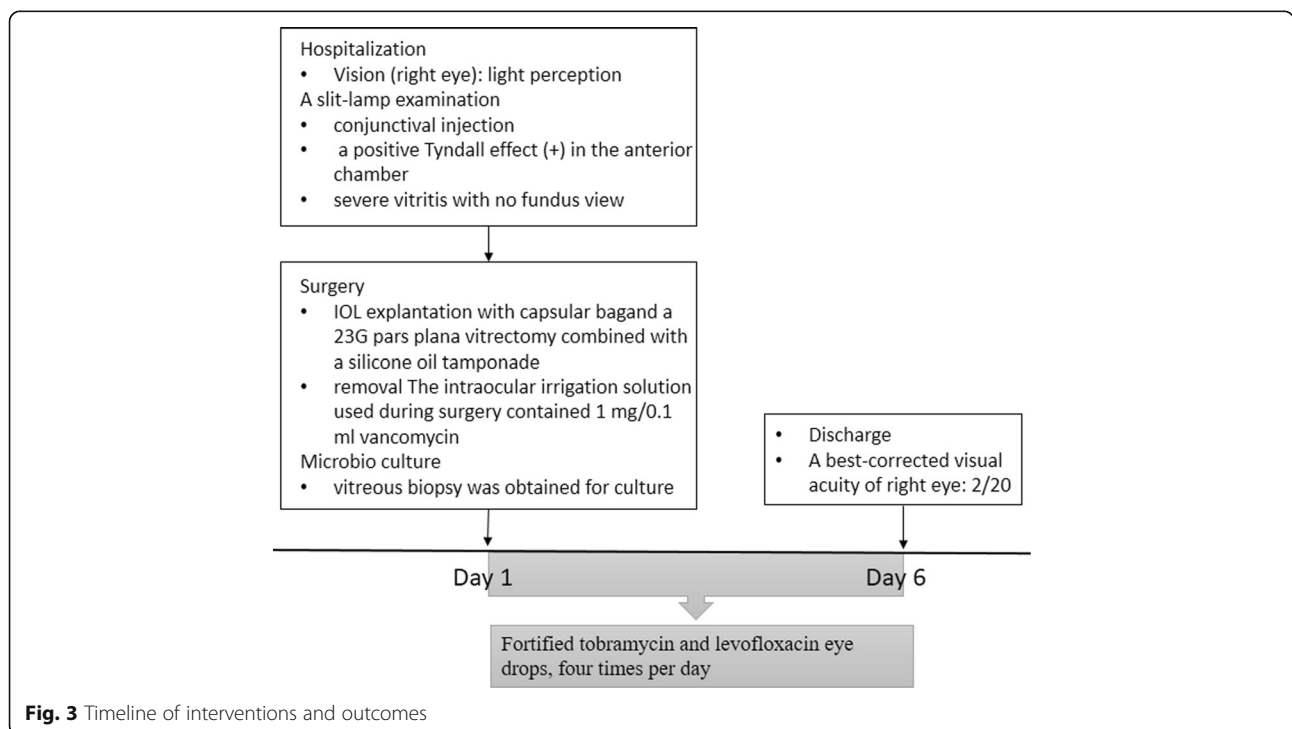 Hospitalization
• Vision (right eye): light perception
A slit-lamp examination
• conjunctival injection
• a positive Tyndall effect (+) in the anterior
chamber
• severe vitritis with no fundus view
Surgery
• IOL explantation with capsular bagand a
23G pars plana vitrectomy combined with
a silicone oil tamponade
• removal The intraocular irrigation solution
used during surgery contained 1 mg/0.1
ml vancomycin
Microbio culture
• vitreous biopsy was obtained for culture
• Discharge
• A best-corrected visual
acuity of right eye: 2/20
Day 1
Day 6
Fortified tobramycin and levofloxacin eye
drops, four times per day
Fig. 3 Timeline of interventions and outcomes